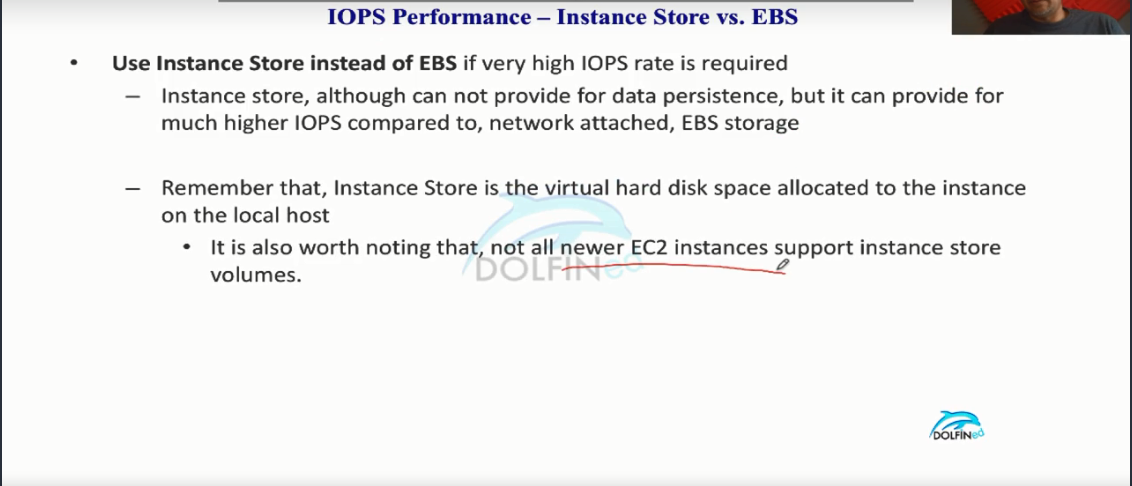 IOPS Performance – Instance Store vs. EBS
• Use Instance Store instead of EBS if very high IOPS rate is required
– Instance store, although can not provide for data persistence, but it can provide for
much higher IOPS compared to, network attached, EBS storage
– Remember that, Instance Store is the virtual hard disk space allocated to the instance
on the local host
• It is also worth noting that, not all newer EC2 instances support instance store
volumes.
DOLFINed
DOLFINed